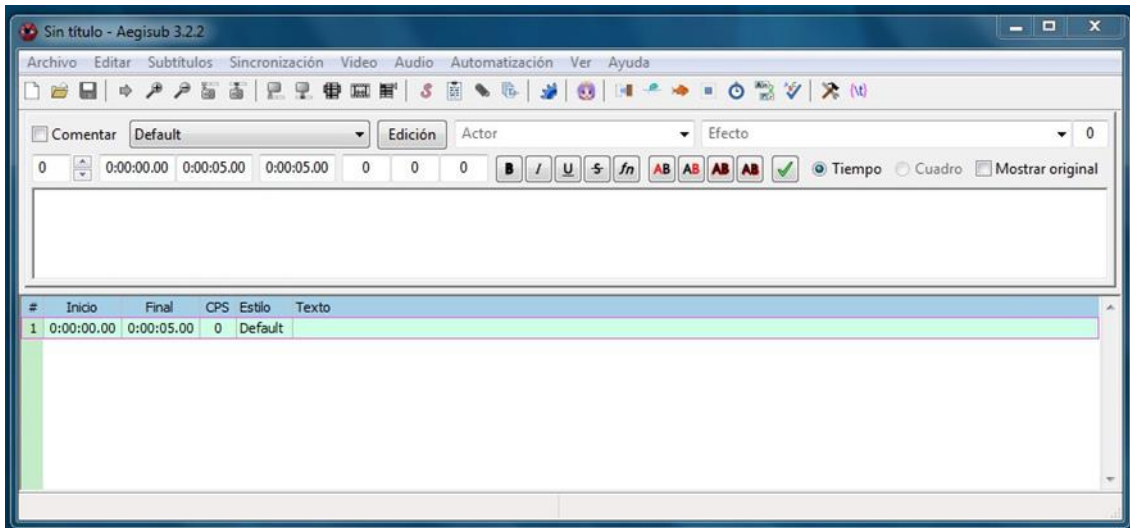 Sin título - Aegisub 3.2.2
Archivo Editar Subtítulos Sincronización Video Audio Automatización Ver Ayuda
Comentar Default Edición Actor Efecto 0
0 0:00:00.00 0:00:05.00 0:00:05.00 0 0 0 B I U S fn AB AB AB AB Tiempo Cuadro Mostrar original
# Inicio Final CPS Estilo Texto
1 0:00:00.00 0:00:05.00 0 Default